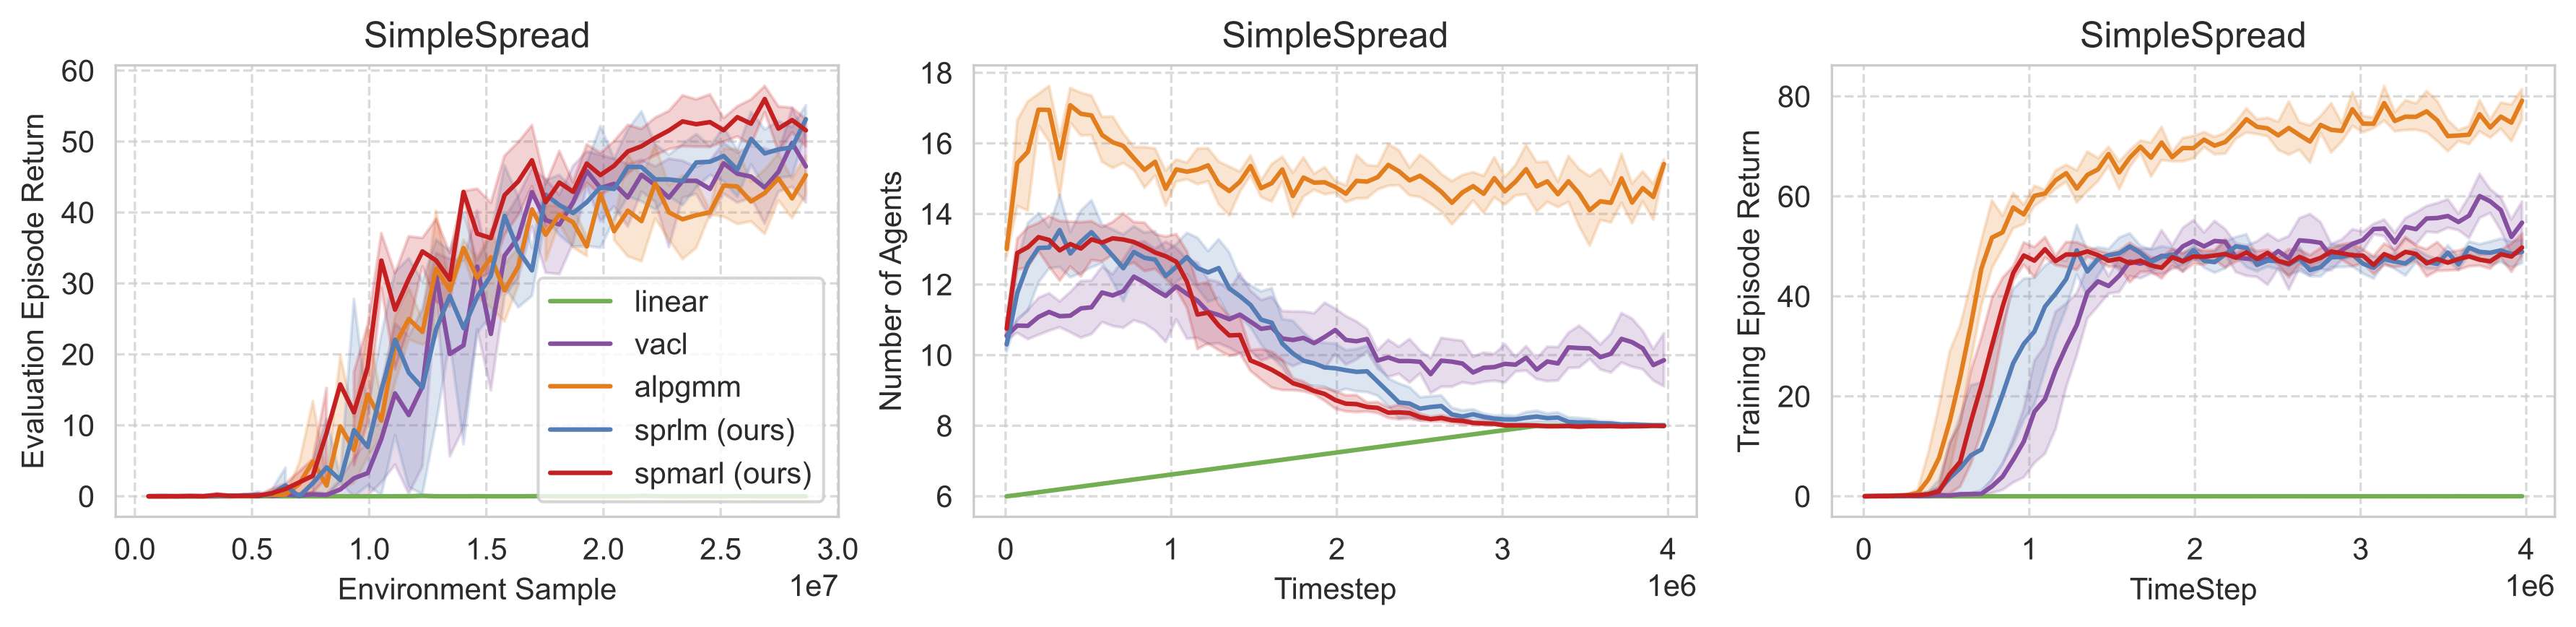 SimpleSpread
Evaluation Episode Return
60
50
40
30
20
10
0
linear
vacl
alpgmm
sprlm (ours)
spmarl (ours)
0.0 0.5 1.0 1.5 2.0 2.5 3.0
Environment Sample 1e7
SimpleSpread
Number of Agents
18
16
14
12
10
8
6
0 1 2 3 4
Timestep 1e6
SimpleSpread
Training Episode Return
80
60
40
20
0
0 1 2 3 4
TimeStep 1e6